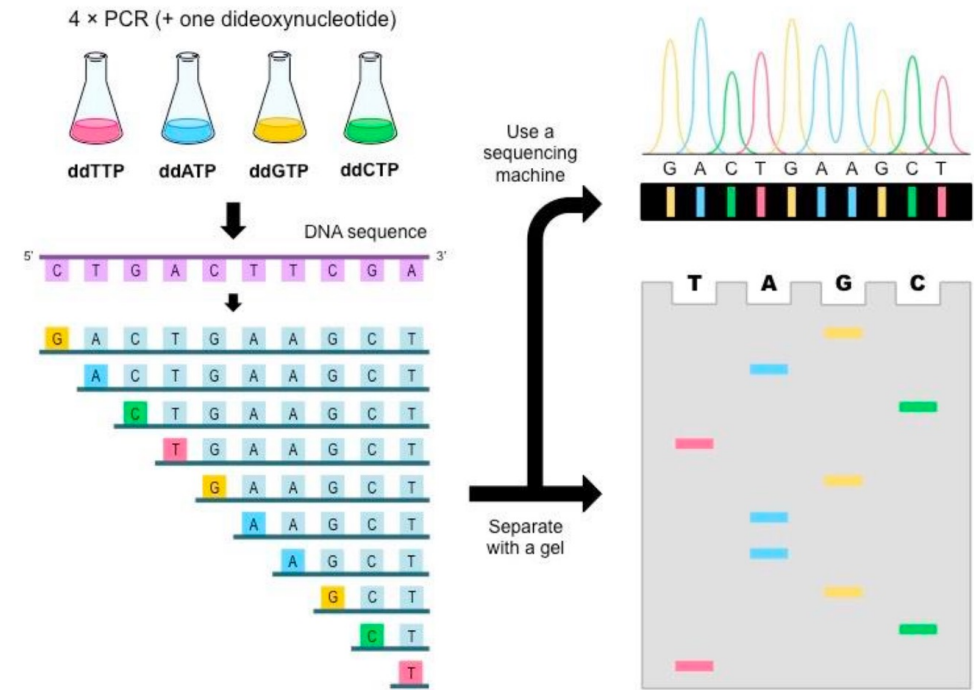 4 × PCR (+ one dideoxynucleotide)
ddTTP ddATP ddGTP ddCTP
DNA sequence
5' 3'
C T G A C T T C G A
G A C T G A A G C T
A C T G A A G C T
C T G A A G C T
T G A A G C T
G A A G C T
A A G C T
A G C T
G C T
C T
T
Use a
sequencing
machine
Separate
with a gel
G A C T G A A G C T
T A G C